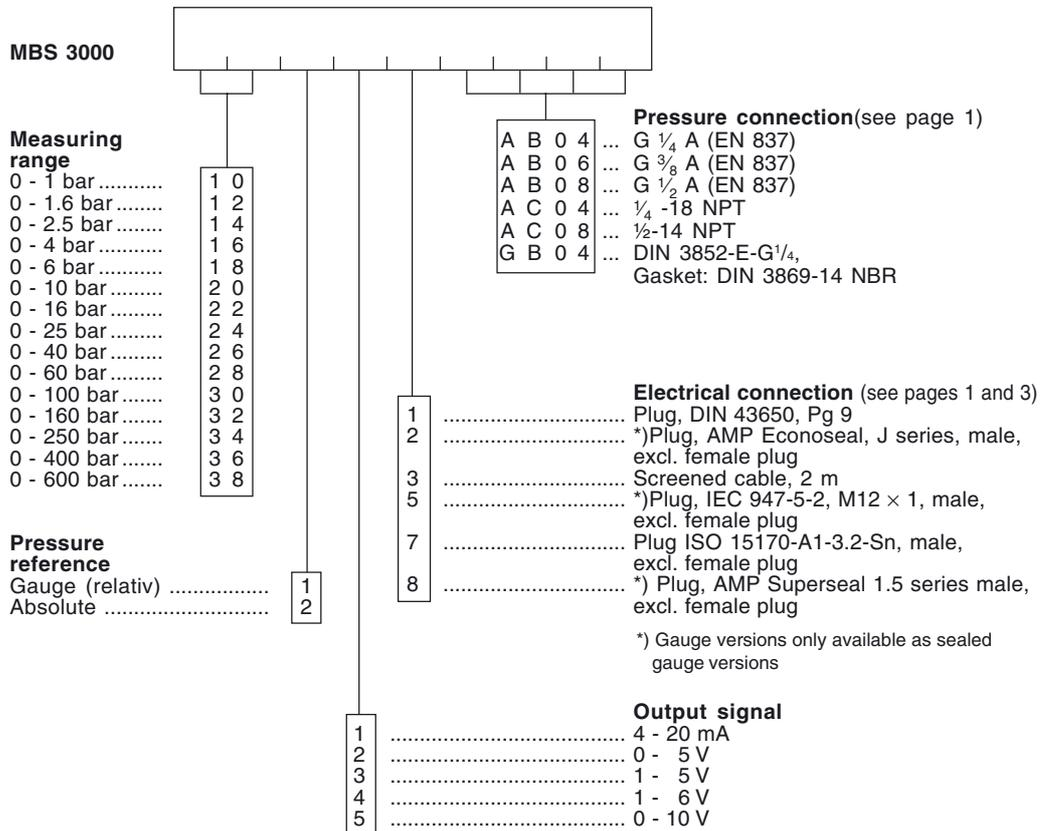 MBS 3000
Pressure connection(see page 1)
A B 0 4 ... G ¼ A (EN 837)
A B 0 6 ... G ⅜ A (EN 837)
A B 0 8 ... G ½ A (EN 837)
A C 0 4 ... ¼ -18 NPT
A C 0 8 ... ½-14 NPT
G B 0 4 ... DIN 3852-E-G¹/₄,
Gasket: DIN 3869-14 NBR
Measuring
range
0 - 1 bar ........... 1 0
0 - 1.6 bar ........ 1 2
0 - 2.5 bar ........ 1 4
0 - 4 bar ........... 1 6
0 - 6 bar ........... 1 8
0 - 10 bar ......... 2 0
0 - 16 bar ......... 2 2
0 - 25 bar ......... 2 4
0 - 40 bar ......... 2 6
0 - 60 bar ......... 2 8
0 - 100 bar ....... 3 0
0 - 160 bar ....... 3 2
0 - 250 bar ....... 3 4
0 - 400 bar ....... 3 6
0 - 600 bar ....... 3 8
Electrical connection (see pages 1 and 3)
1 ............................... Plug, DIN 43650, Pg 9
2 ............................... *)Plug, AMP Econoseal, J series, male,
excl. female plug
3 ............................... Screened cable, 2 m
5 ............................... *)Plug, IEC 947-5-2, M12 × 1, male,
excl. female plug
7 ............................... Plug ISO 15170-A1-3.2-Sn, male,
excl. female plug
8 ............................... *) Plug, AMP Superseal 1.5 series male,
excl. female plug
*) Gauge versions only available as sealed
gauge versions
Pressure
reference
Gauge (relativ) ................. 1
Absolute ............................ 2
Output signal
1 ........................................ 4 - 20 mA
2 ........................................ 0 - 5 V
3 ........................................ 1 - 5 V
4 ........................................ 1 - 6 V
5 ........................................ 0 - 10 V